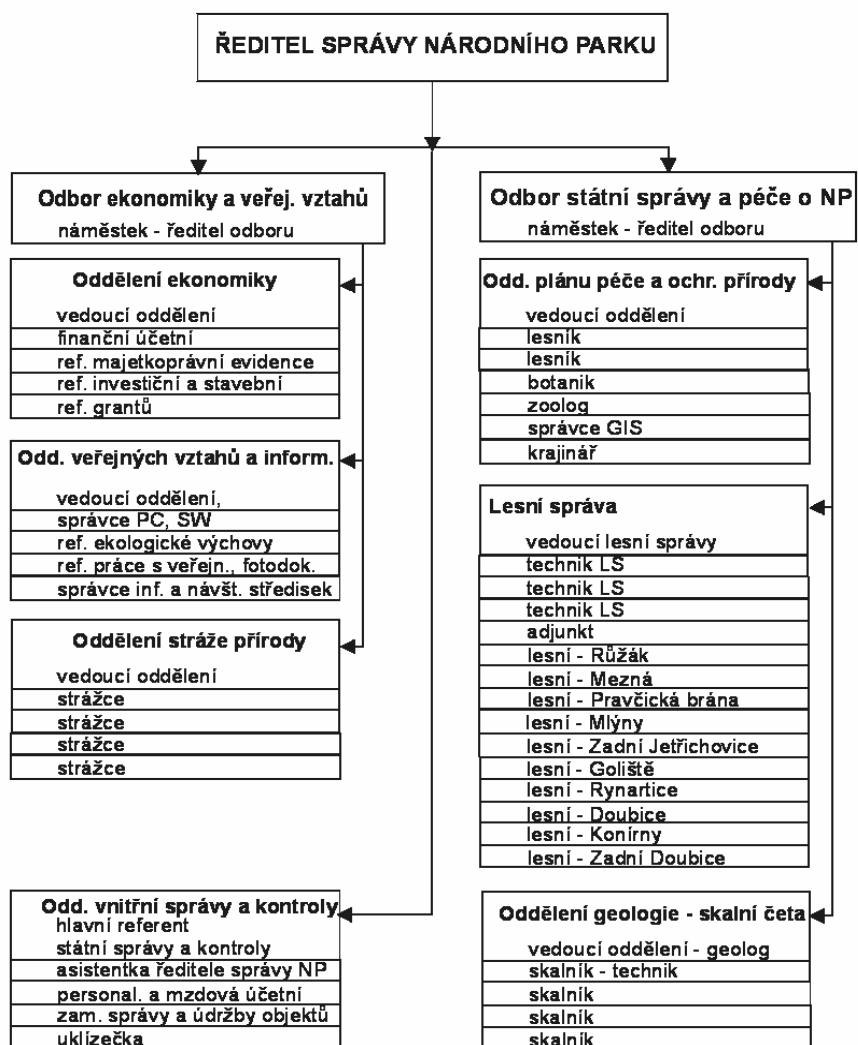 ŘEDITEL SPRÁVY NÁRODNÍHO PARKU
Odbor ekonomiky a veřej. vztahů
náměstek - ředitel odboru
Oddělení ekonomiky
vedoucí oddělení
finanční účetní
ref. majetkoprávní evidence
ref. investiční a stavební
ref. grantů
Odd. veřejných vztahů a inform.
vedoucí oddělení,
správce PC, SW
ref. ekologické výchovy
ref. práce s veřejn., fotodok.
správce inf. a návšt. středisek
Oddělení stráže přírody
vedoucí oddělení
strážce
strážce
strážce
strážce
Odd. vnitřní správy a kontroly
hlavní referent
státní správy a kontroly
asistentka ředitele správy NP
personal. a mzdová účetní
zam. správy a údržby objektů
uklízečka
Odbor státní správy a péče o NP
náměstek - ředitel odboru
Odd. plánu péče a ochr. přírody
vedoucí oddělení
lesník
lesník
botanik
zoolog
správce GIS
krajinář
Lesní správa
vedoucí lesní správy
technik LS
technik LS
technik LS
adjunkt
lesní - Růžák
lesní - Mezná
lesní - Pravčická brána
lesní - Mlýny
lesní - Zadní Jetřichovice
lesní - Goliště
lesní - Rynartice
lesní - Doubice
lesní - Konírny
lesní - Zadní Doubice
Oddělení geologie - skalní četa
vedoucí oddělení - geolog
skalník - technik
skalník
skalník
skalník